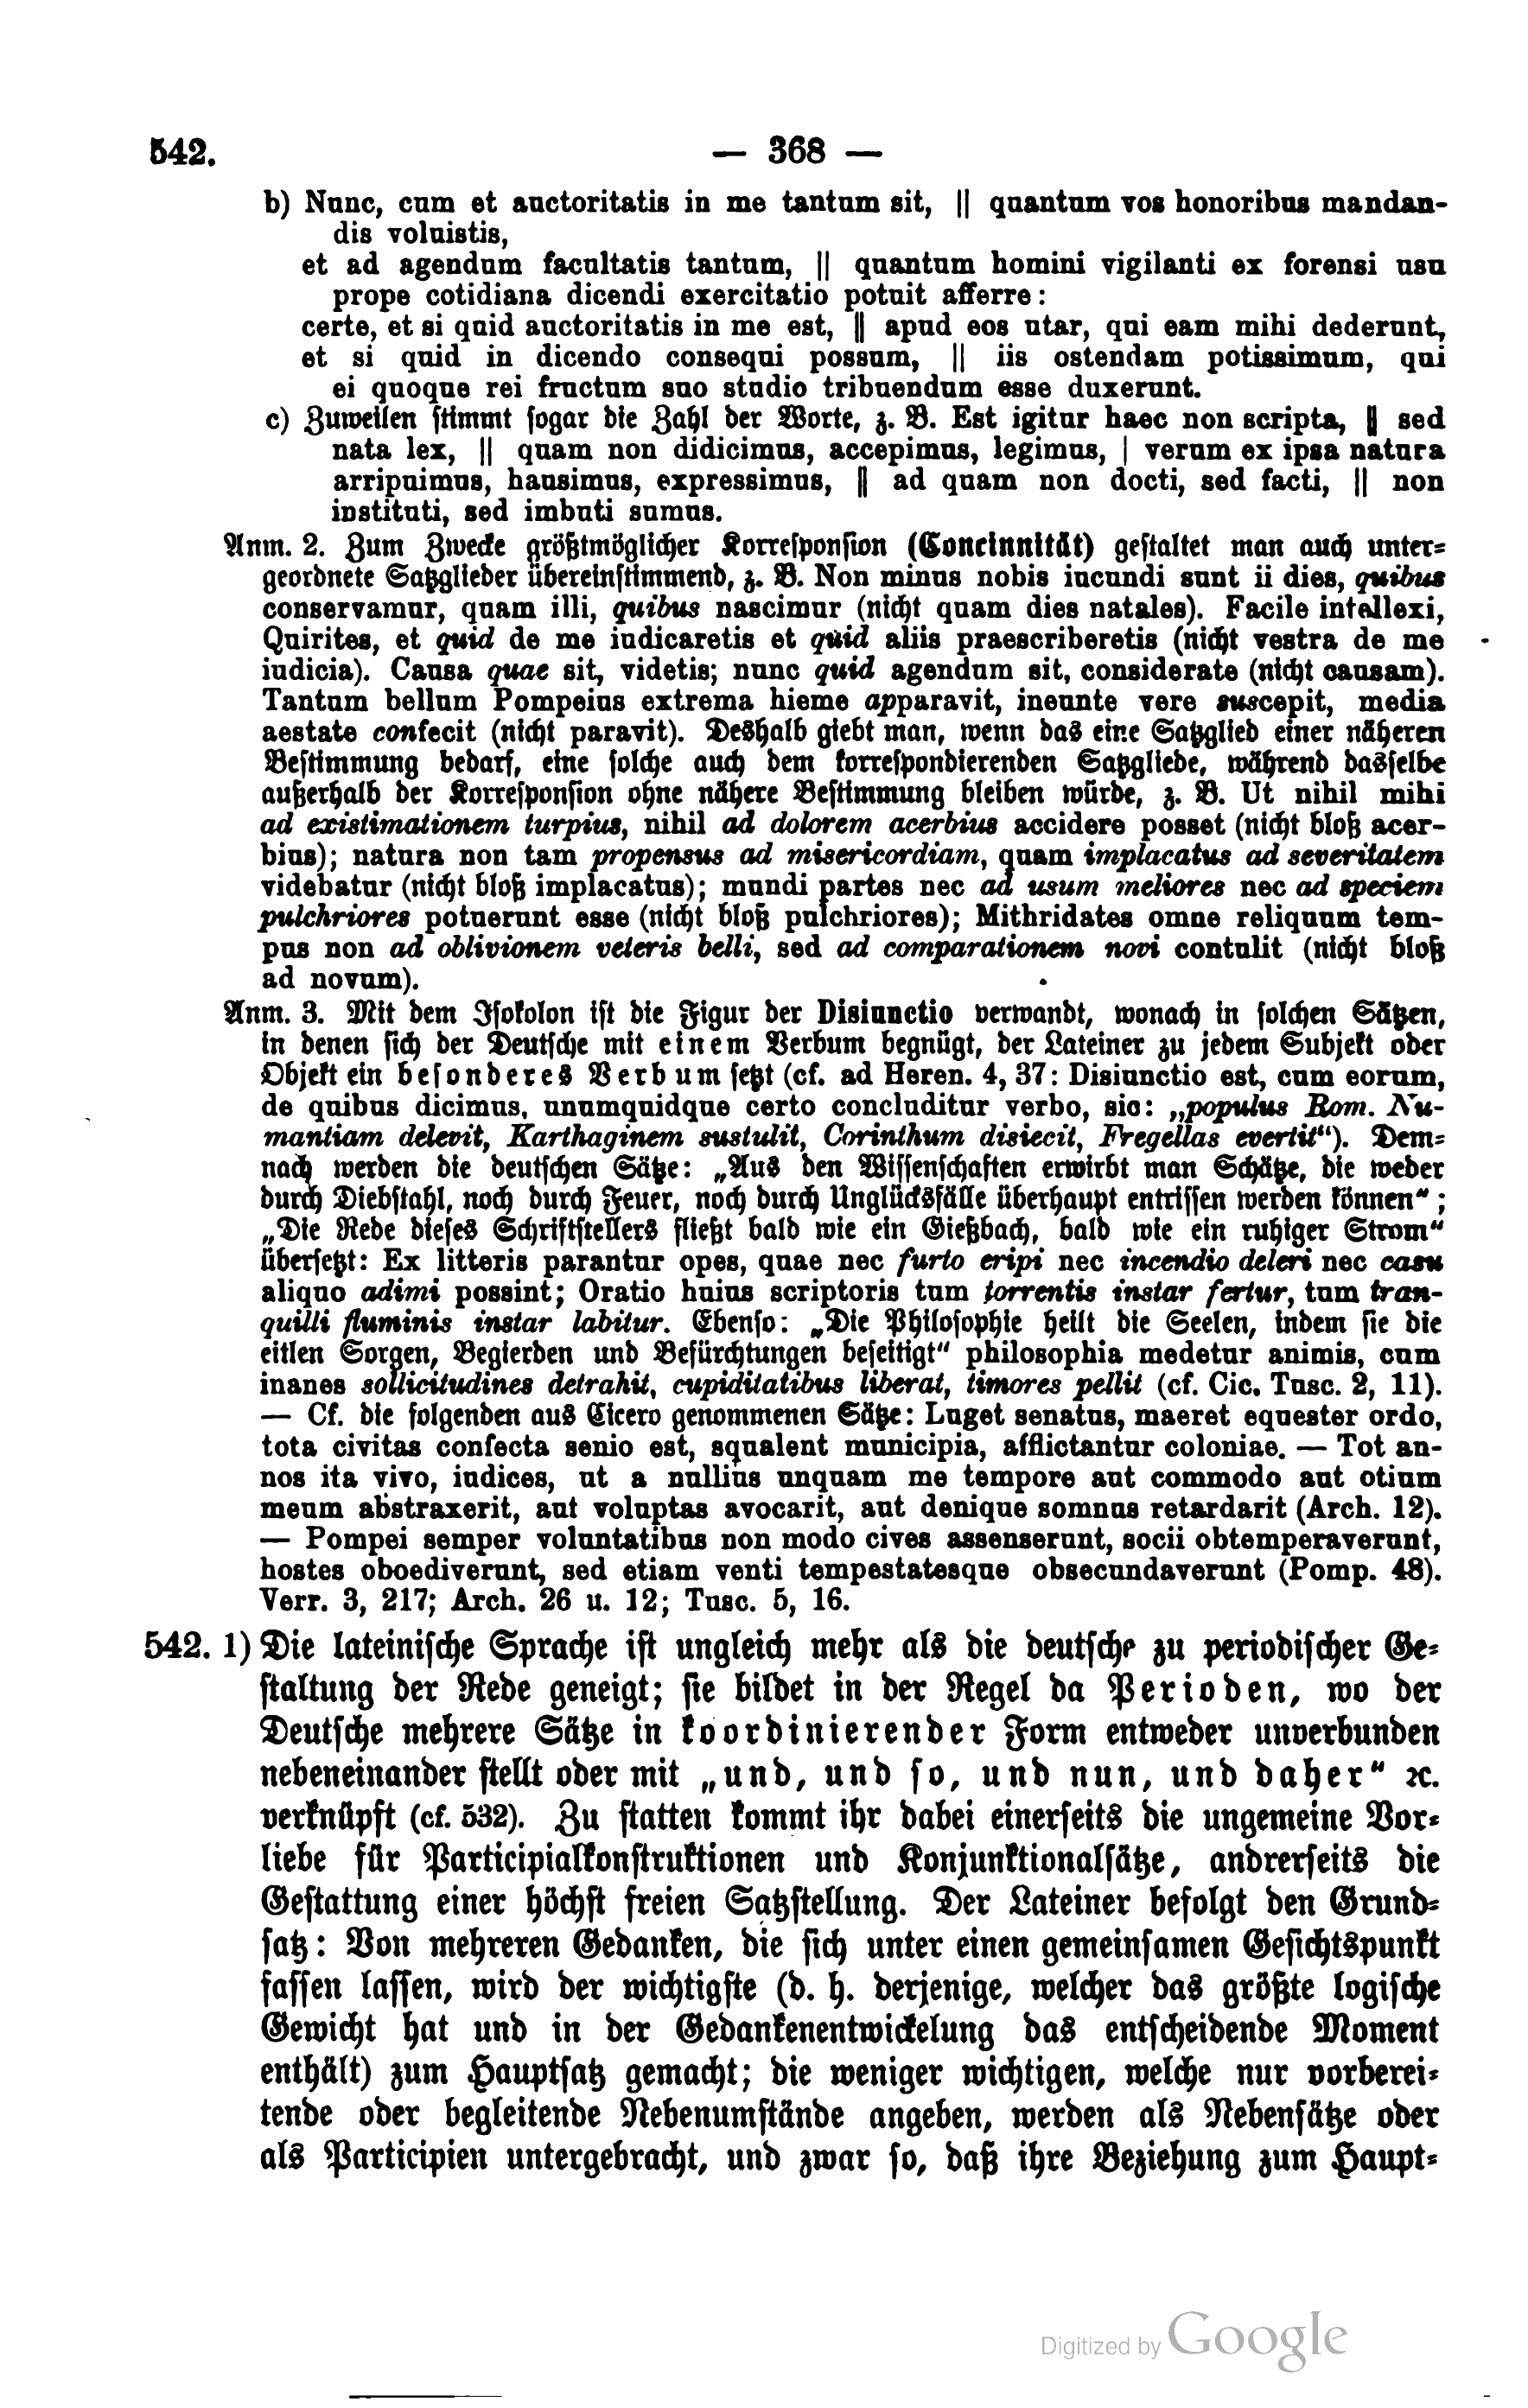 542. — 368 —
b) Nunc, cum et auctoritatis in me tantum sit, || quantum vos honoribus mandan-
dis voluistis,
et ad agendum facultatis tantum, || quantum homini vigilanti ex forensi usu
prope cotidiana dicendi exercitatio potuit afferre:
certe, et si quid auctoritatis in me est, || apud eos utar, qui eam mihi dederunt,
et si quid in dicendo consequi possum, || iis ostendam potissimum, qui
ei quoque rei fructum suo studio tribuendum esse duxerunt.
c) Zuweilen stimmt sogar die Zahl der Worte, z. B. Est igitur haec non scripta, || sed
nata lex, || quam non didicimus, accepimus, legimus, | verum ex ipsa natura
arripuimus, hausimus, expressimus, || ad quam non docti, sed facti, || non
instituti, sed imbuti sumus.
Anm. 2. Zum Zwecke größtmöglicher Korresponsion (Concinnität) gestaltet man auch unter-
geordnete Satzglieder übereinstimmend, z. B. Non minus nobis iucundi sunt ii dies, quibus
conservamur, quam illi, quibus nascimur (nicht quam dies natales). Facile intellexi,
Quirites, et quid de me iudicaretis et quid aliis praescriberetis (nicht vestra de me
iudicia). Causa quae sit, videtis; nunc quid agendum sit, considerate (nicht causam).
Tantum bellum Pompeius extrema hieme apparavit, ineunte vere suscepit, media
aestate confecit (nicht paravit). Deshalb giebt man, wenn das eine Satzglied einer näheren
Bestimmung bedarf, eine solche auch dem korrespondierenden Satzgliede, während dasselbe
außerhalb der Korresponsion ohne nähere Bestimmung bleiben würde, z. B. Ut nihil mihi
ad existimationem turpius, nihil ad dolorem acerbius accidere posset (nicht bloß acer-
bius); natura non tam propensus ad misericordiam, quam implacatus ad severitatem
videbatur (nicht bloß implacatus); mundi partes nec ad usum meliores nec ad speciem
pulchriores potuerunt esse (nicht bloß pulchriores); Mithridates omne reliquum tem-
pus non ad oblivionem veteris belli, sed ad comparationem novi contulit (nicht bloß
ad novum).
Anm. 3. Mit dem Isokolon ist die Figur der Disiunctio verwandt, wonach in solchen Sätzen,
in denen sich der Deutsche mit einem Verbum begnügt, der Lateiner zu jedem Subjekt oder
Objekt ein besonderes Verbum setzt (cf. ad Heren. 4, 37: Disiunctio est, cum eorum,
de quibus dicimus, unumquidque certo concluditur verbo, sic: „populus Rom. Nu-
mantiam delevit, Karthaginem sustulit, Corinthum disiecit, Fregellas evertit“). Dem-
nach werden die deutschen Sätze: „Aus den Wissenschaften erwirbt man Schätze, die weder
durch Diebstahl, noch durch Feuer, noch durch Unglücksfälle überhaupt entrissen werden können“;
„Die Rede dieses Schriftstellers fließt bald wie ein Gießbach, bald wie ein ruhiger Strom“
übersetzt: Ex litteris parantur opes, quae nec furto eripi nec incendio deleri nec casu
aliquo adimi possint; Oratio huius scriptoris tum torrentis instar fertur, tum tran-
quilli fluminis instar labitur. Ebenso: „Die Philosophie heilt die Seelen, indem sie die
eitlen Sorgen, Begierden und Befürchtungen beseitigt“ philosophia medetur animis, cum
inanes sollicitudines detrahit, cupiditatibus liberat, timores pellit (cf. Cic. Tusc. 2, 11).
— Cf. die folgenden aus Cicero genommenen Sätze: Luget senatus, maeret equester ordo,
tota civitas confecta senio est, squalent municipia, afflictantur coloniae. — Tot an-
nos ita vivo, iudices, ut a nullius unquam me tempore aut commodo aut otium
meum abstraxerit, aut voluptas avocarit, aut denique somnus retardarit (Arch. 12).
— Pompei semper voluntatibus non modo cives assenserunt, socii obtemperaverunt,
hostes oboediverunt, sed etiam venti tempestatesque obsecundaverunt (Pomp. 48).
Verr. 3, 217; Arch. 26 u. 12; Tusc. 5, 16.
542. 1) Die lateinische Sprache ist ungleich mehr als die deutsche zu periodischer Ge-
staltung der Rede geneigt; sie bildet in der Regel da Perioden, wo der
Deutsche mehrere Sätze in koordinierender Form entweder unverbunden
nebeneinander stellt oder mit „und, und so, und nun, und daher“ ꝛc.
verknüpft (cf. 532). Zu statten kommt ihr dabei einerseits die ungemeine Vor-
liebe für Participialkonstruktionen und Konjunktionalsätze, andrerseits die
Gestattung einer höchst freien Satzstellung. Der Lateiner befolgt den Grund-
satz: Von mehreren Gedanken, die sich unter einen gemeinsamen Gesichtspunkt
fassen lassen, wird der wichtigste (d. h. derjenige, welcher das größte logische
Gewicht hat und in der Gedankenentwickelung das entscheidende Moment
enthält) zum Hauptsatz gemacht; die weniger wichtigen, welche nur vorberei-
tende oder begleitende Nebenumstände angeben, werden als Nebensätze oder
als Participien untergebracht, und zwar so, daß ihre Beziehung zum Haupt-
Digitized by Google